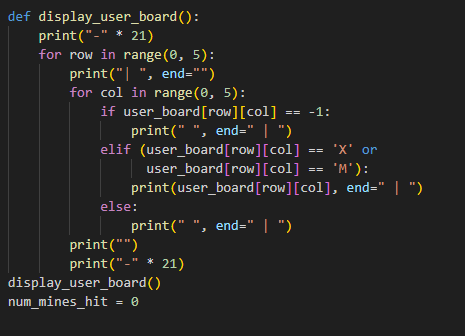 def display_user_board():
    print("-" * 21)
    for row in range(0, 5):
        print("| ", end="")
        for col in range(0, 5):
            if user_board[row][col] == -1:
                print(" ", end=" | ")
            elif (user_board[row][col] == 'X' or
                  user_board[row][col] == 'M'):
                print(user_board[row][col], end=" | ")
            else:
                print(" ", end=" | ")
        print("")
        print("-" * 21)
display_user_board()
num_mines_hit = 0